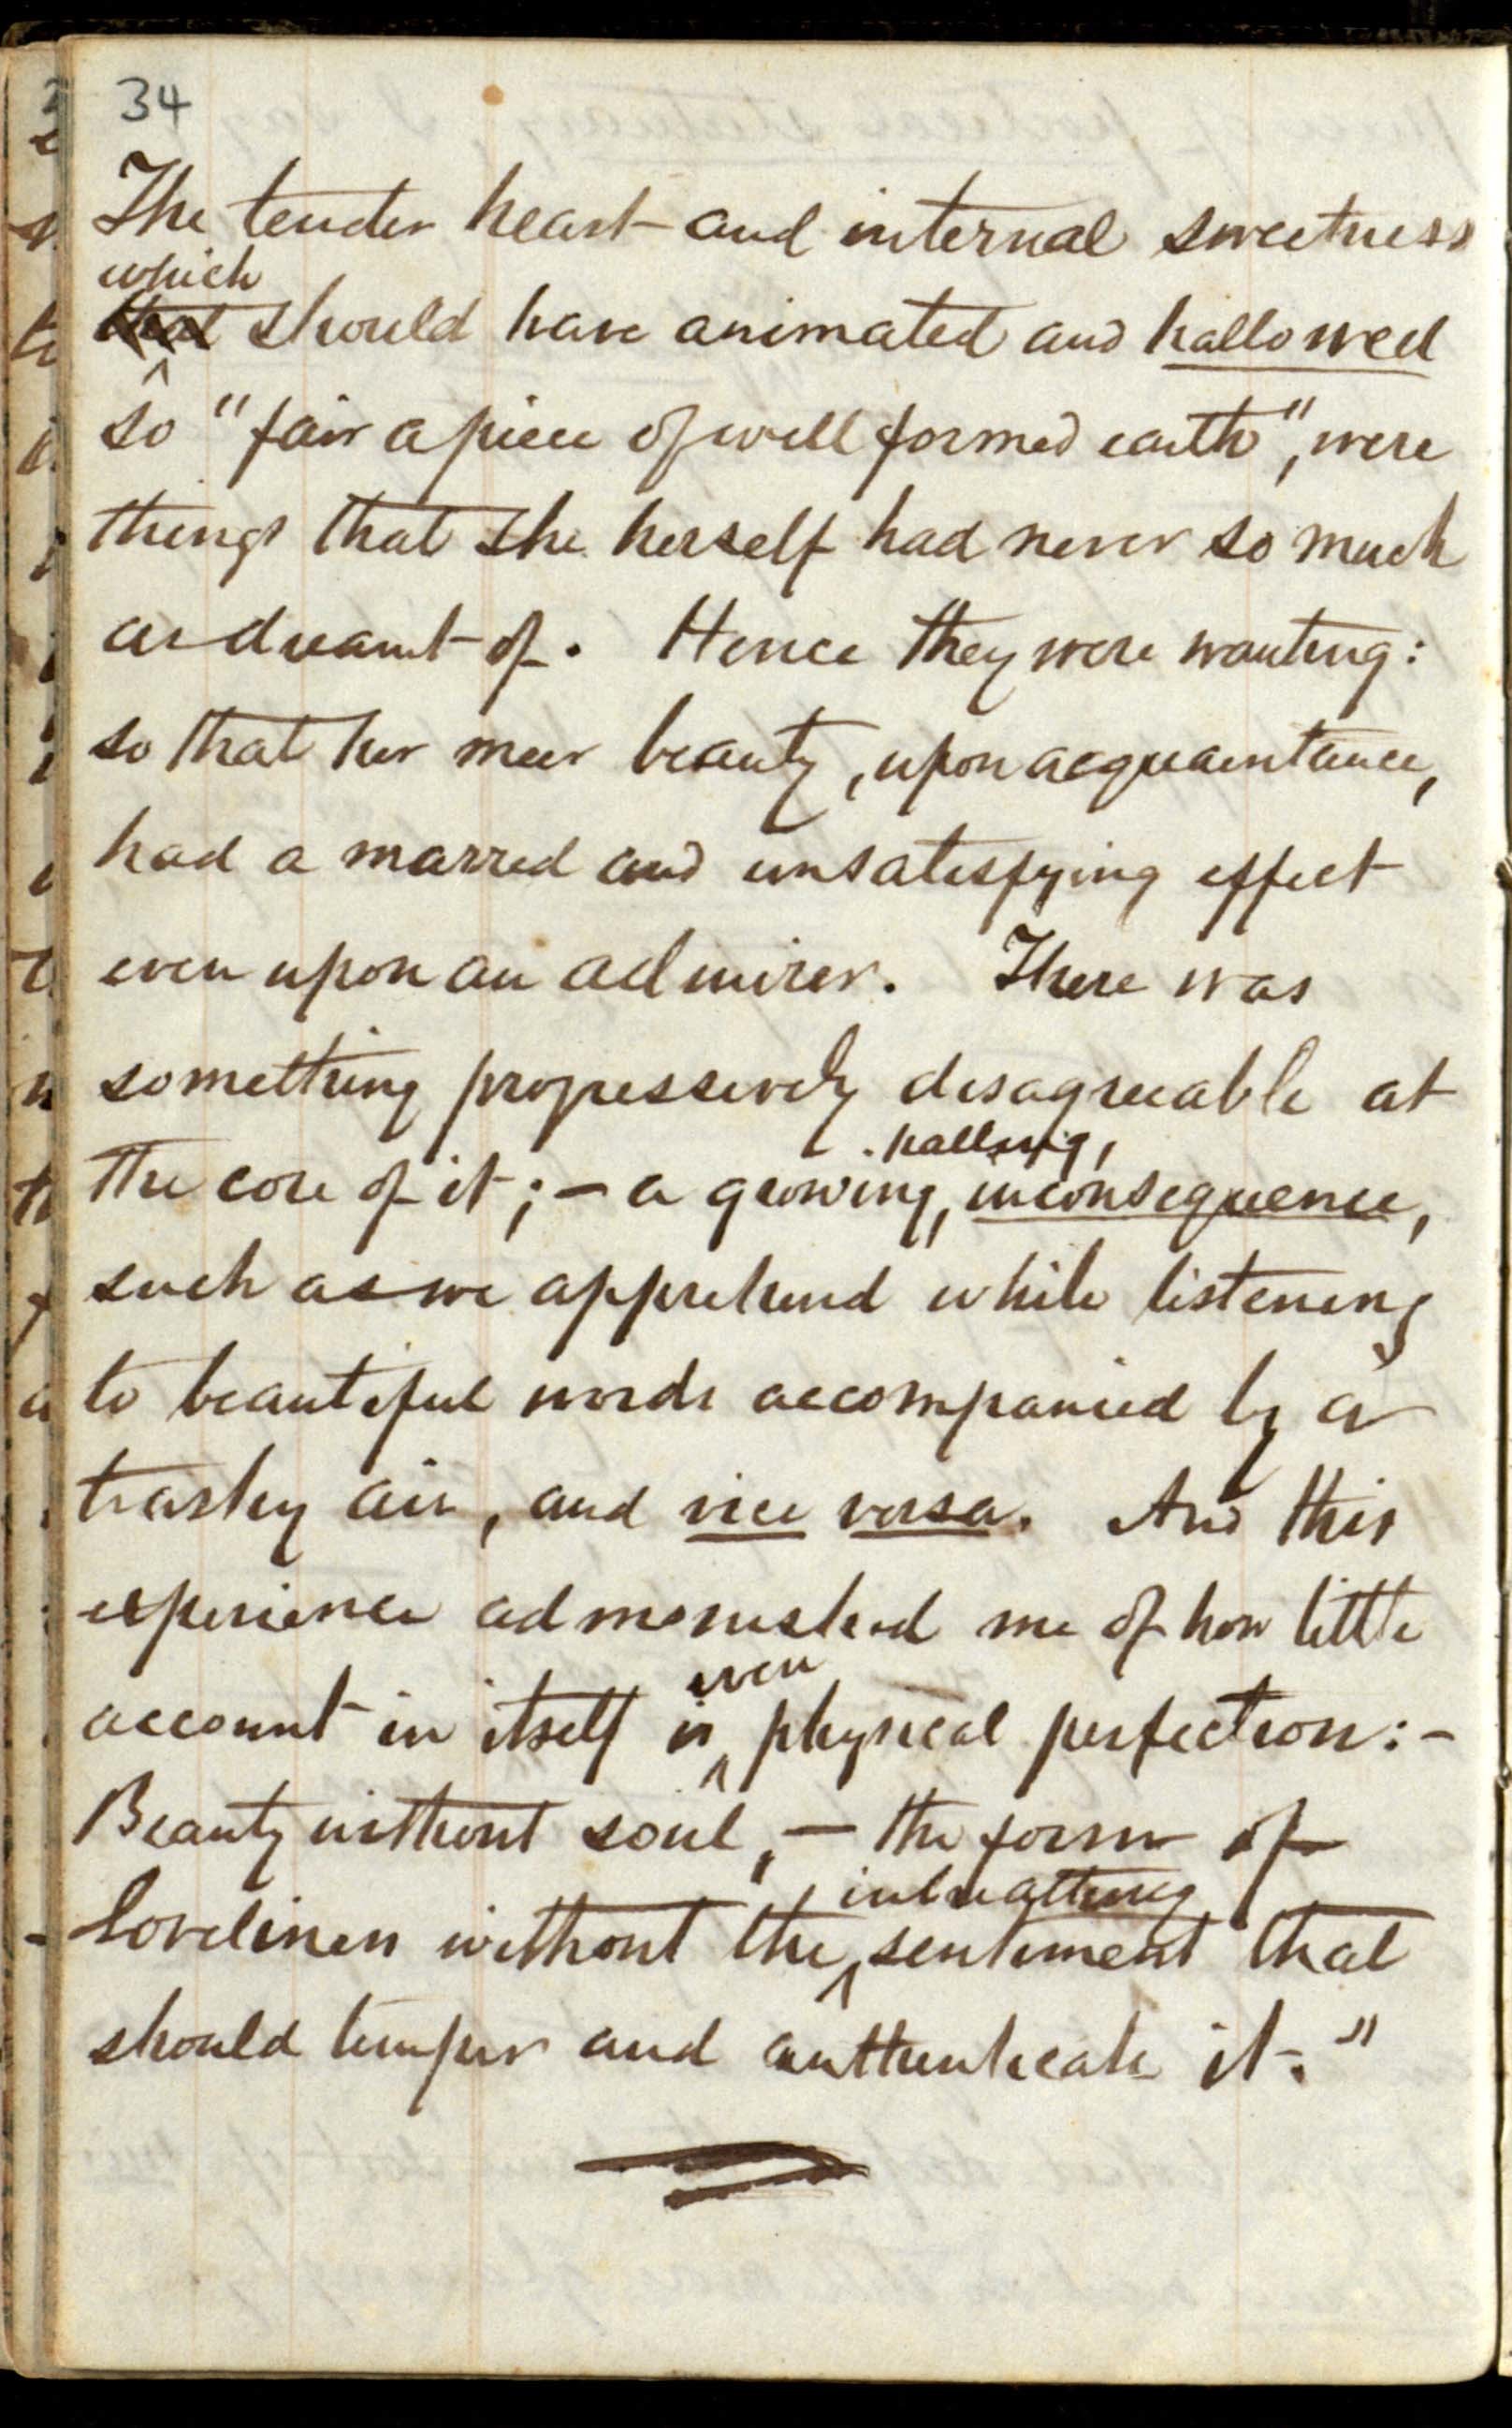 34
The tender heart and internal sweetness
which
that should have animated and hallowed
so "fair a piece of well formed earth", were
things that she herself had never so much
as dreamt of. Hence they were wanting:
so that her meer beauty, upon acquaintance,
had a marred and unsatisfying effect
even upon an admirer. There was
something progressively disagreeable at
the core of it; — a growing, inconsequence,
such as we apprehend while listening
to beautiful words accompanied by a
trashy air, and vice versa. And this
experience admonished me of how little
even
account in itself is physical perfection: —
Beauty without soul, — the form of
inbreathing
loveliness without the sentiment that
should temper and authenticate it."